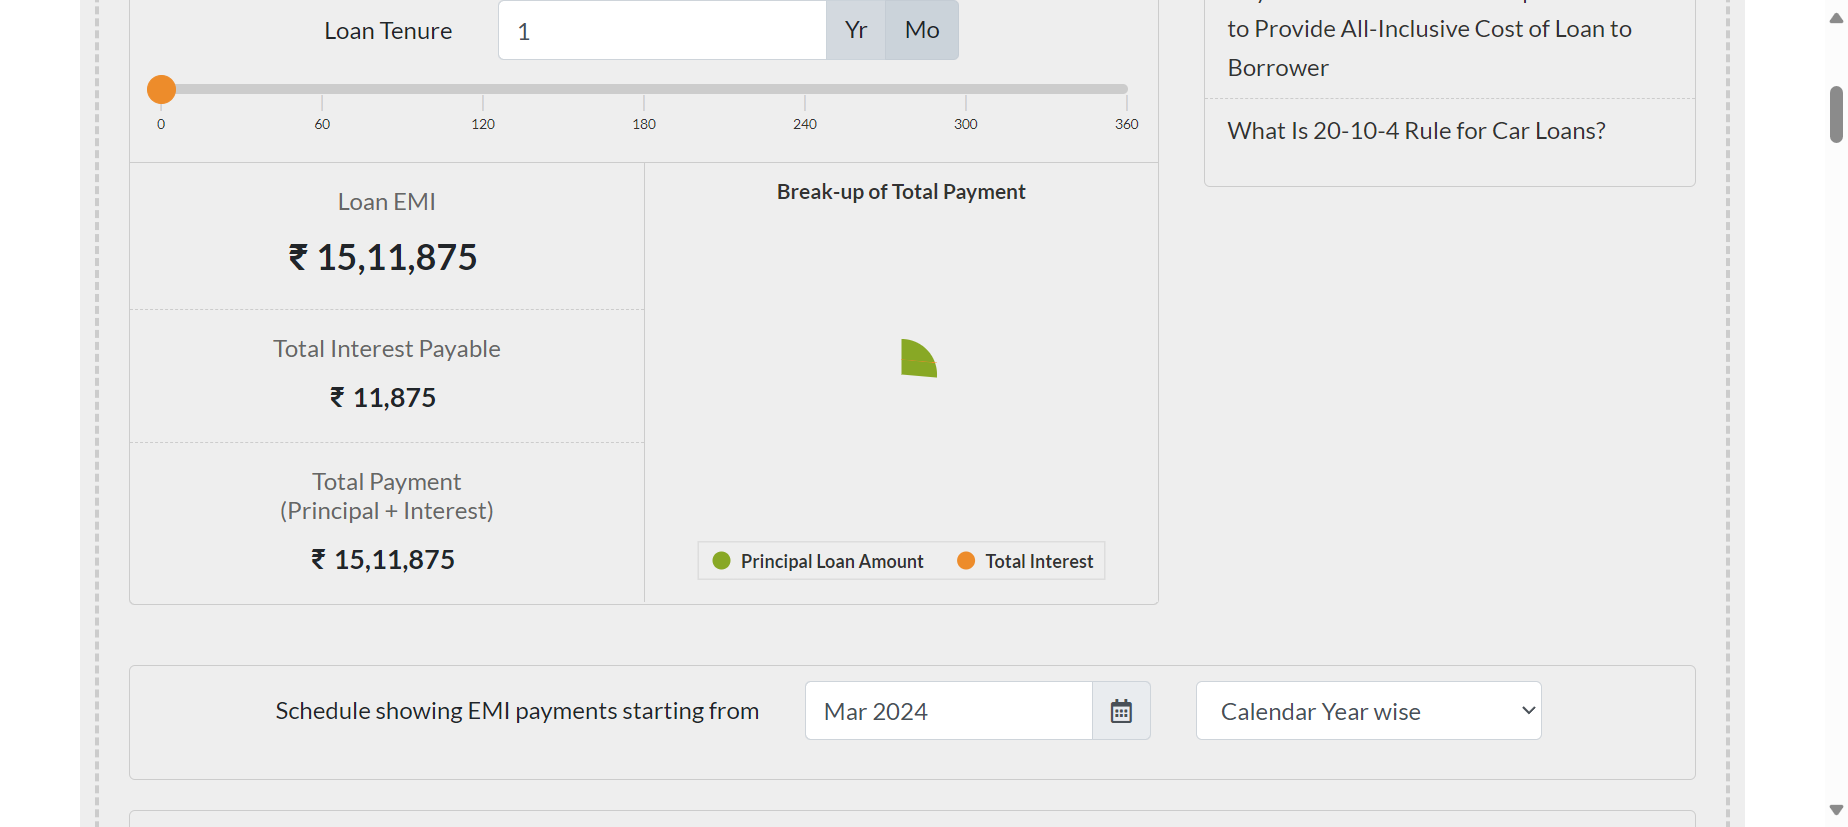 Loan Tenure
1
Yr
Mo
0
60
120
180
240
300
360
Loan EMI
₹ 15,11,875
Total Interest Payable
₹ 11,875
Total Payment
(Principal + Interest)
₹ 15,11,875
Break-up of Total Payment
Principal Loan Amount
Total Interest
to Provide All-Inclusive Cost of Loan to
Borrower
What Is 20-10-4 Rule for Car Loans?
Schedule showing EMI payments starting from
Mar 2024
Calendar Year wise